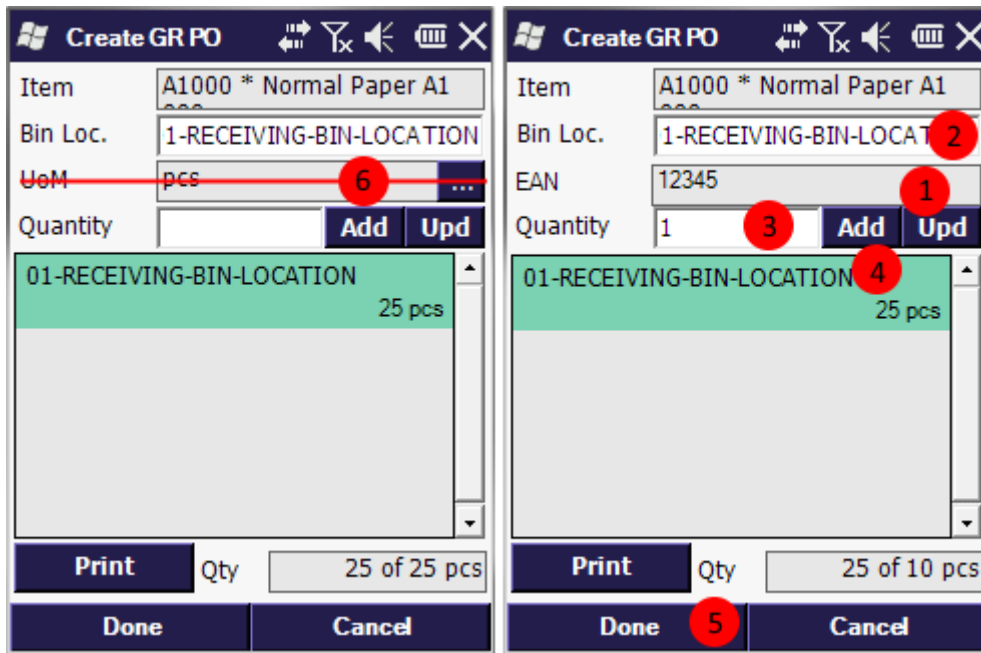 Create GR PO
Item A1000 * Normal Paper A1
Bin Loc. 1-RECEIVING-BIN-LOCATION
UoM pcs 6 ...
Quantity Add Upd
01-RECEIVING-BIN-LOCATION
25 pcs
Print Qty 25 of 25 pcs
Done Cancel
Create GR PO
Item A1000 * Normal Paper A1
Bin Loc. 1-RECEIVING-BIN-LOCAT 2
EAN 12345 1
Quantity 1 3 Add Upd
01-RECEIVING-BIN-LOCATION 4
25 pcs
Print Qty 25 of 10 pcs
Done 5 Cancel